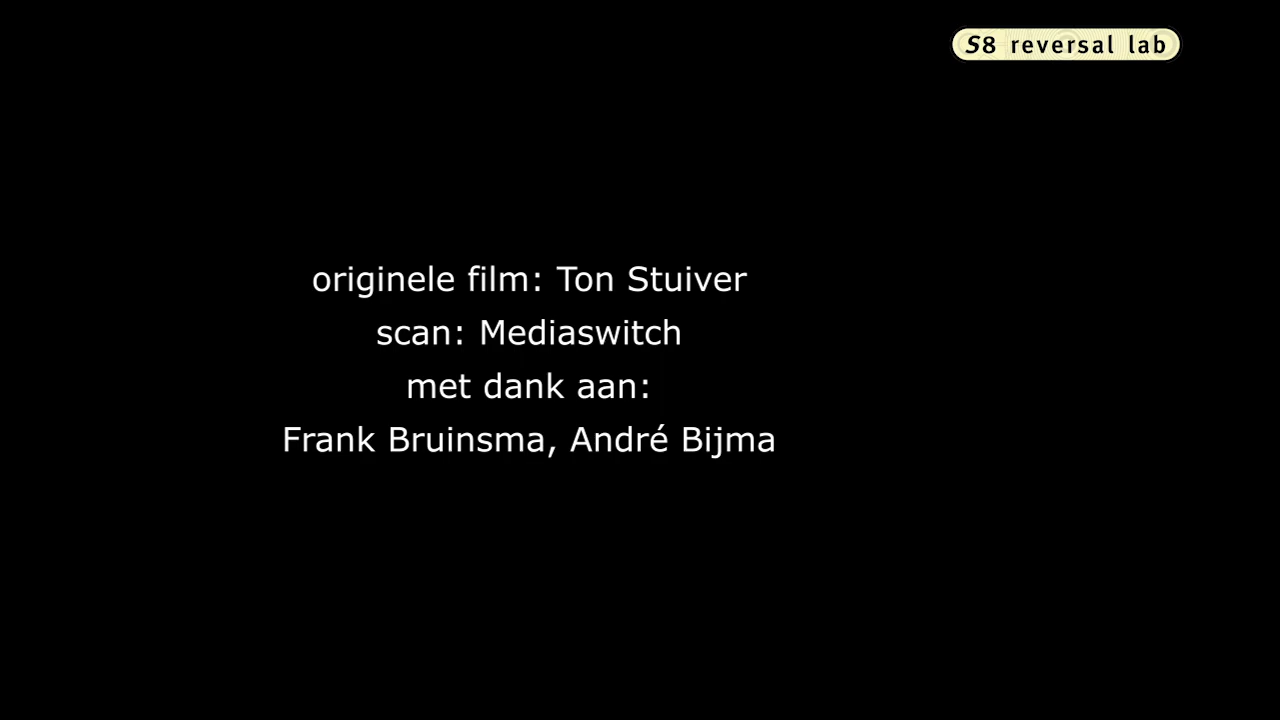 S8 reversal lab
originele film: Ton Stuiver
scan: Mediaswitch
met dank aan:
Frank Bruinsma, André Bijma